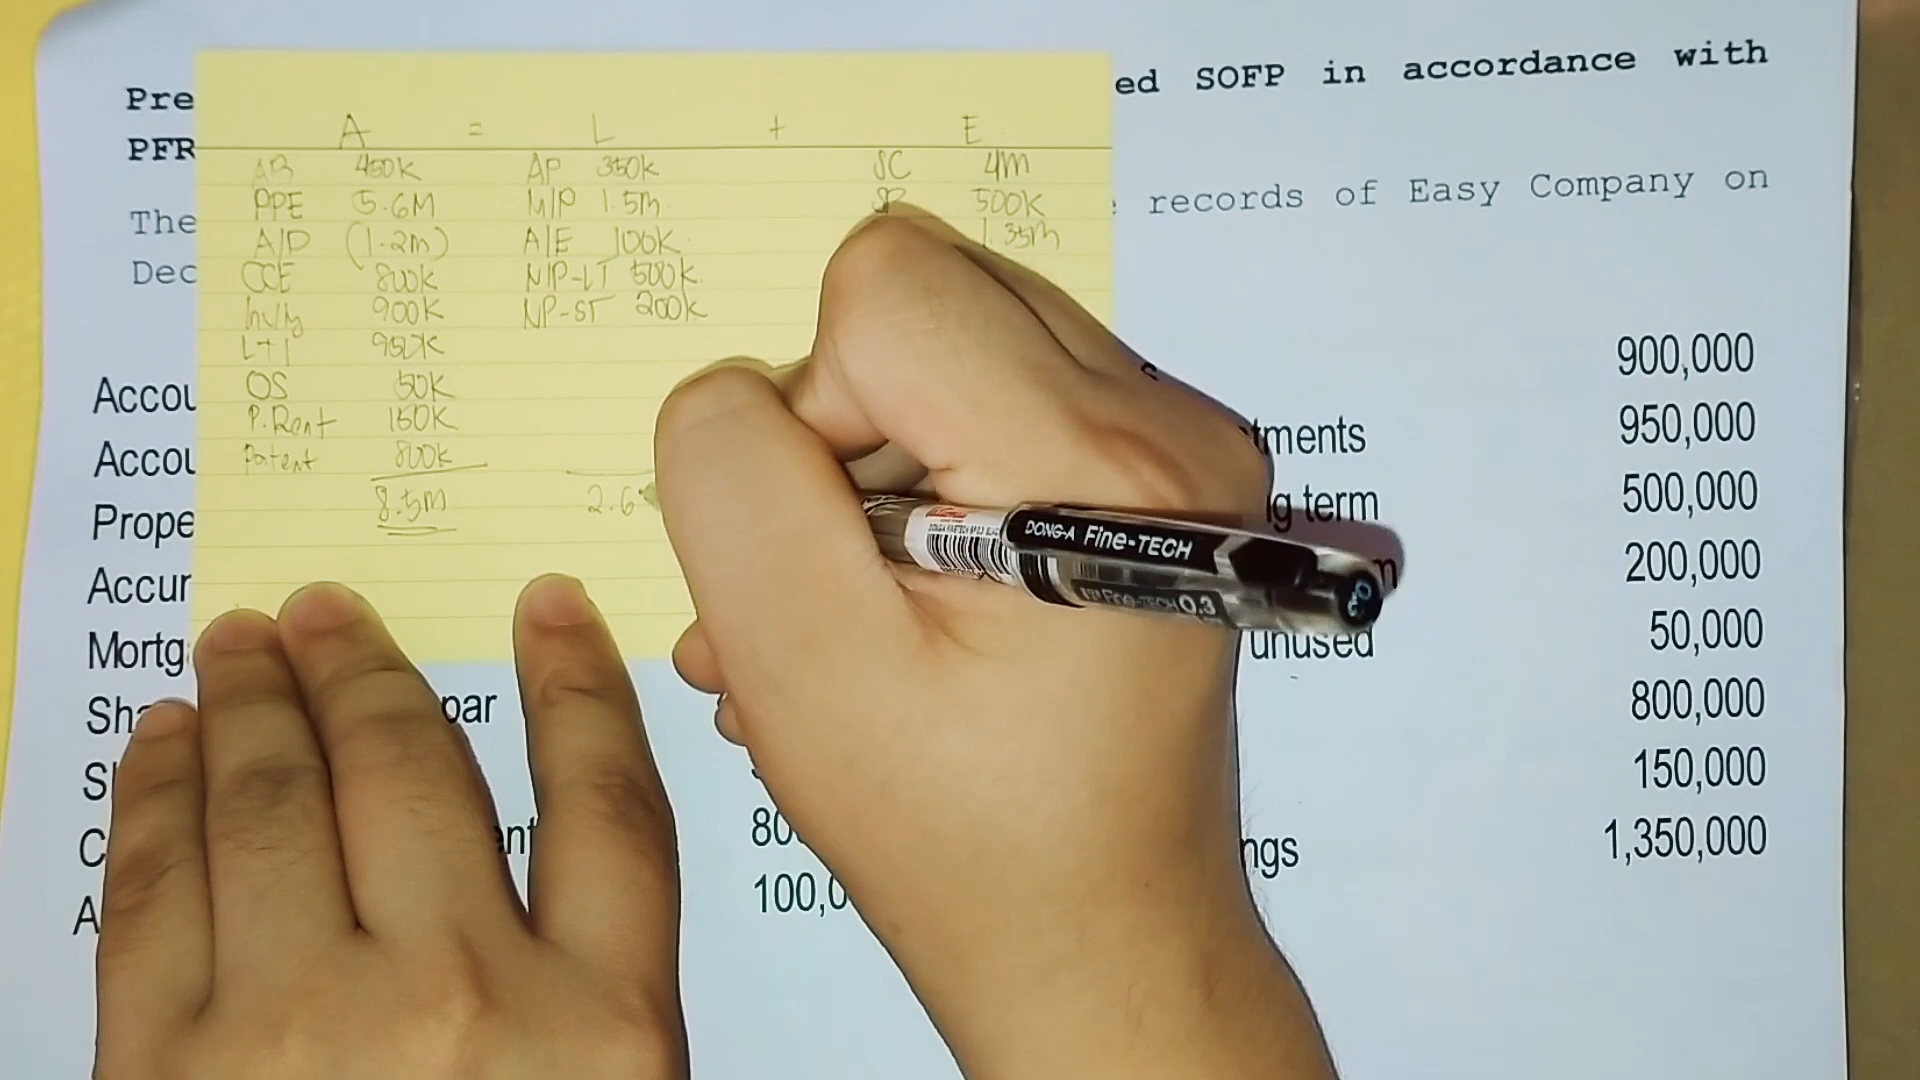 Pre ed SOFP in accordance with
PFR
The records of Easy Company on
Dec
A = L + E
AR 450K AP 350K SC 4M
PPE 5.6M M/P 1.5m SP 500K
A/D (1.2m) A/E 100K 1.35m
CCE 800K N/P-LT 500K
Invty 900K NP-ST 200K
LTI 950K
OS 50K
P.Rent 150K
Patent 800K
8.5m 2.6
900,000
Accou tments 950,000
Accou g term 500,000
Prope 200,000
Accur unused 50,000
Mortg 800,000
Sha par 150,000
ngs 1,350,000
80
100,0
DONG-A Fine-TECH
Fine-TECH 0.3